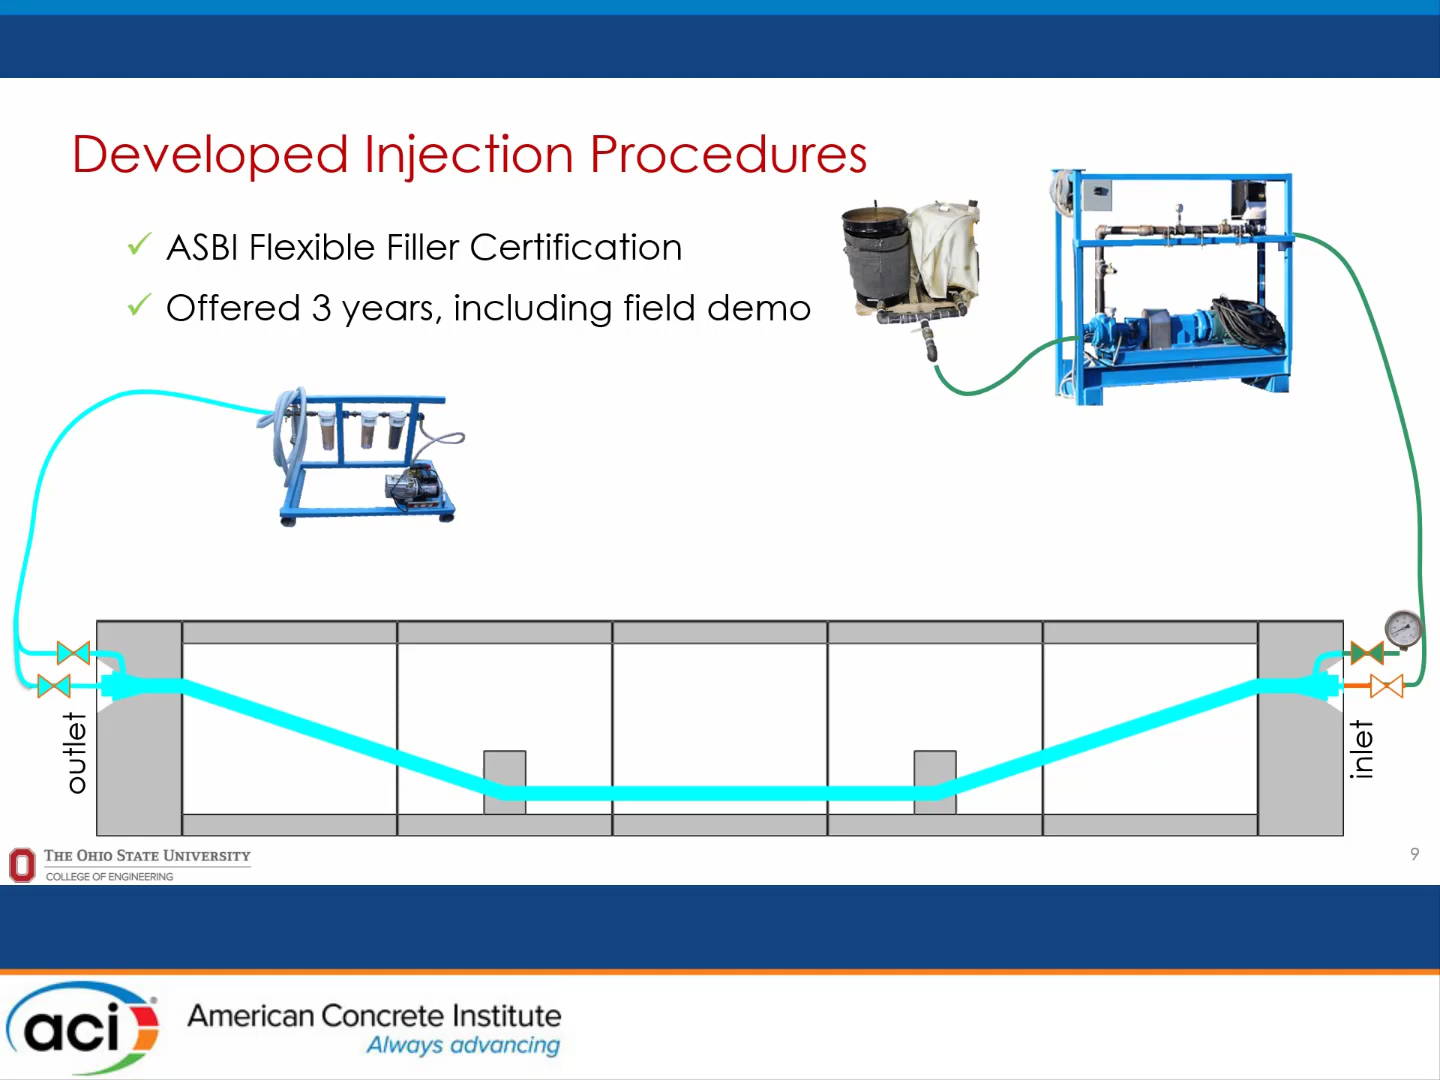 Developed Injection Procedures
ASBI Flexible Filler Certification
Offered 3 years, including field demo
outlet
inlet
THE OHIO STATE UNIVERSITY
COLLEGE OF ENGINEERING
9
aci
American Concrete Institute
Always advancing